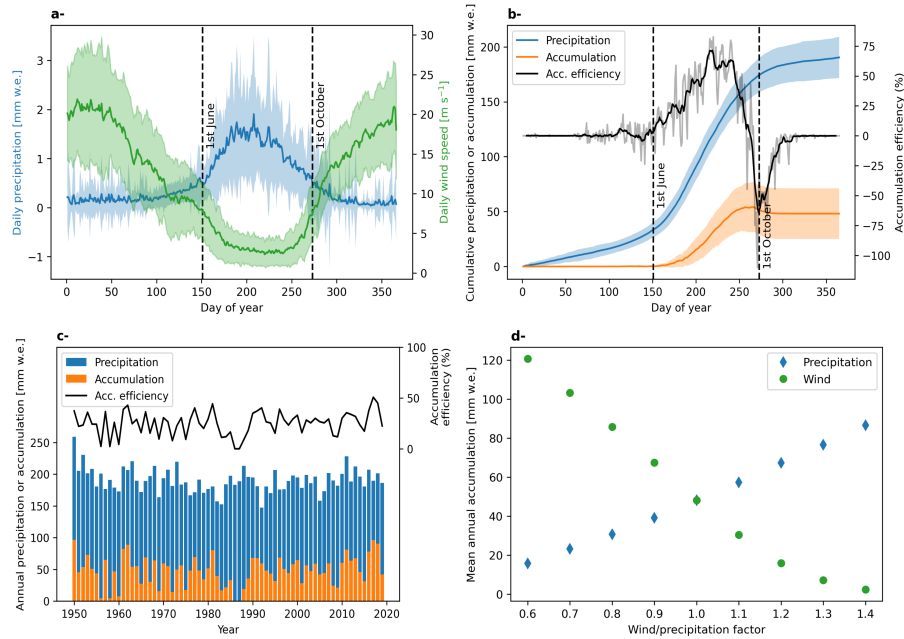 a-
Daily precipitation [mm w.e.]
3
2
1
0
−1
1st June
1st October
Daily wind speed [m s⁻¹]
30
25
20
15
10
5
0
0 50 100 150 200 250 300 350
Day of year
b-
Cumulative precipitation or accumulation [mm w.e.]
200
150
100
50
0
Precipitation
Accumulation
Acc. efficiency
1st June
1st October
Accumulation efficiency (%)
75
50
25
0
−25
−50
−75
−100
0 50 100 150 200 250 300 350
Day of year
c-
Annual precipitation or accumulation [mm w.e.]
250
200
150
100
50
0
Precipitation
Accumulation
Acc. efficiency
100
50
0
Accumulation
efficiency (%)
1950 1960 1970 1980 1990 2000 2010 2020
Year
d-
Mean annual accumulation [mm w.e.]
120
100
80
60
40
20
0
Precipitation
Wind
0.6 0.7 0.8 0.9 1.0 1.1 1.2 1.3 1.4
Wind/precipitation factor